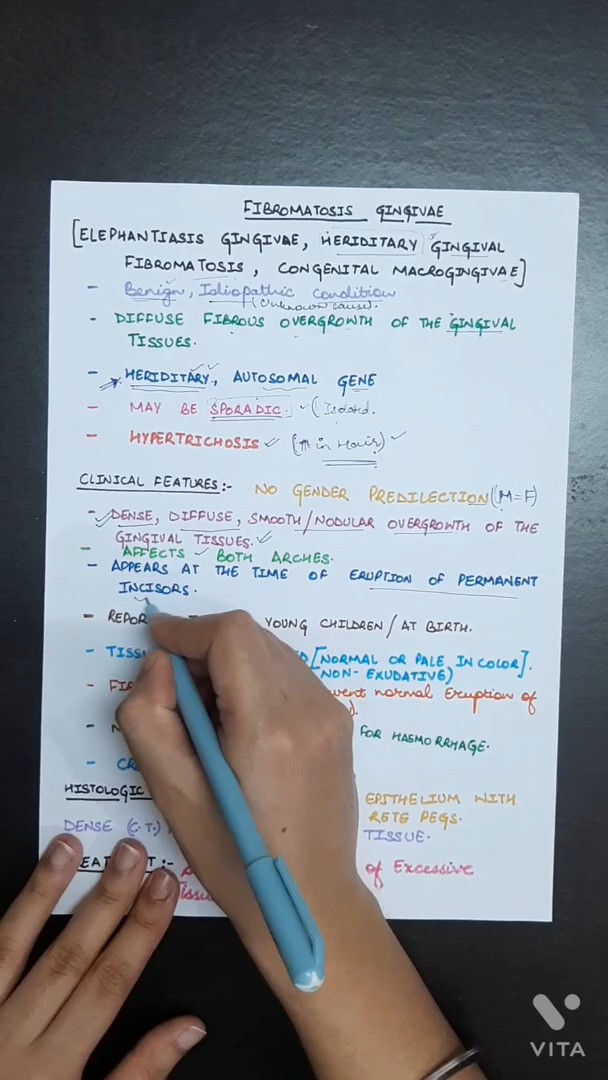 FIBROMATOSIS GINGIVAE
[ELEPHANTIASIS GINGIVAE, HERIDITARY GINGIVAL
FIBROMATOSIS, CONGENITAL MACROGINGIVAE]
- Benign, Idiopathic condition
(unknown cause).
- DIFFUSE FIBROUS OVERGROWTH OF THE GINGIVAL
TISSUES.
- HERIDITARY, AUTOSOMAL GENE
- MAY BE SPORADIC. (Isolated.
- HYPERTRICHOSIS (↑ in Hair)
CLINICAL FEATURES:- NO GENDER PREDILECTION (M=F)
- DENSE, DIFFUSE, SMOOTH/NODULAR OVERGROWTH OF THE
GINGIVAL TISSUES.
- AFFECTS BOTH ARCHES.
- APPEARS AT THE TIME OF ERUPTION OF PERMANENT
INCISORS.
- YOUNG CHILDREN/AT BIRTH.
- [NORMAL OR PALE, IN COLOR].
NON-EXUDATIVE)
- normal Eruption of
- FOR HAEMORRHAGE.
-
EPITHELIUM WITH
RETE PEGS.
DENSE (C.T.) TISSUE.
of Excessive
VITA